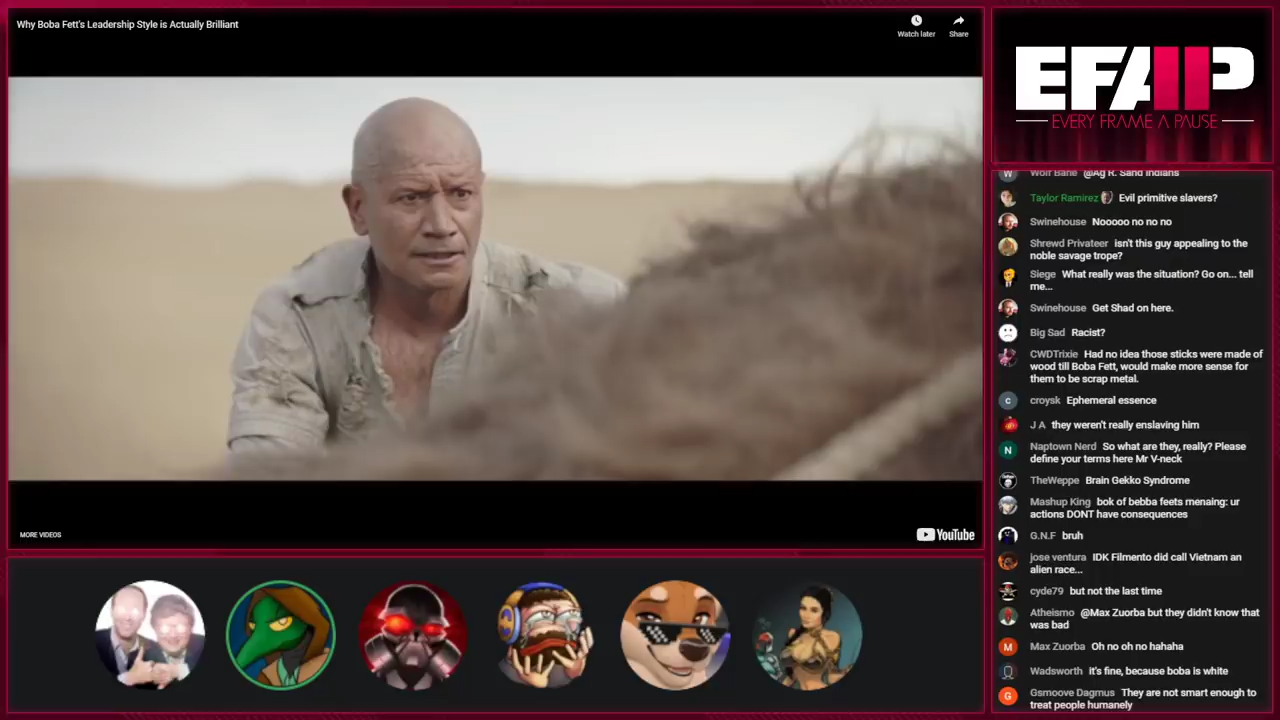 Why Boba Fett's Leadership Style is Actually Brilliant
Watch later
Share
MORE VIDEOS
YouTube
EFAP
EVERY FRAME A PAUSE
W Wolf Bane @Ag R. Sand Indians
Taylor Ramirez Evil primitive slavers?
Swinehouse Nooooo no no no
Shrewd Privateer isn't this guy appealing to the
noble savage trope?
Siege What really was the situation? Go on... tell
me...
Swinehouse Get Shad on here.
Big Sad Racist?
CWDTrixie Had no idea those sticks were made of
wood till Boba Fett, would make more sense for
them to be scrap metal.
C croysk Ephemeral essence
J A they weren't really enslaving him
N Naptown Nerd So what are they, really? Please
define your terms here Mr V-neck
TheWeppe Brain Gekko Syndrome
Mashup King bok of bebba feets menaing: ur
actions DONT have consequences
G.N.F bruh
jose ventura IDK Filmento did call Vietnam an
alien race...
cyde79 but not the last time
Atheismo @Max Zuorba but they didn't know that
was bad
M Max Zuorba Oh no oh no hahaha
Wadsworth it's fine, because boba is white
G Gsmoove Dagmus They are not smart enough to
treat people humanely